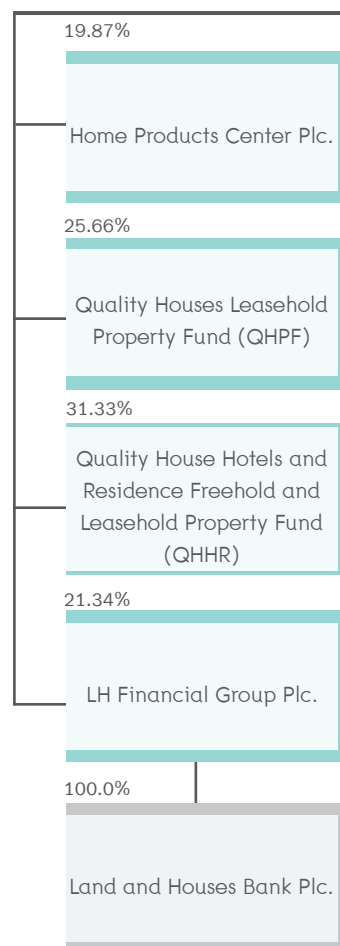 19.87%
Home Products Center Plc.
25.66%
Quality Houses Leasehold
Property Fund (QHPF)
31.33%
Quality House Hotels and
Residence Freehold and
Leasehold Property Fund
(QHHR)
21.34%
LH Financial Group Plc.
100.0%
Land and Houses Bank Plc.